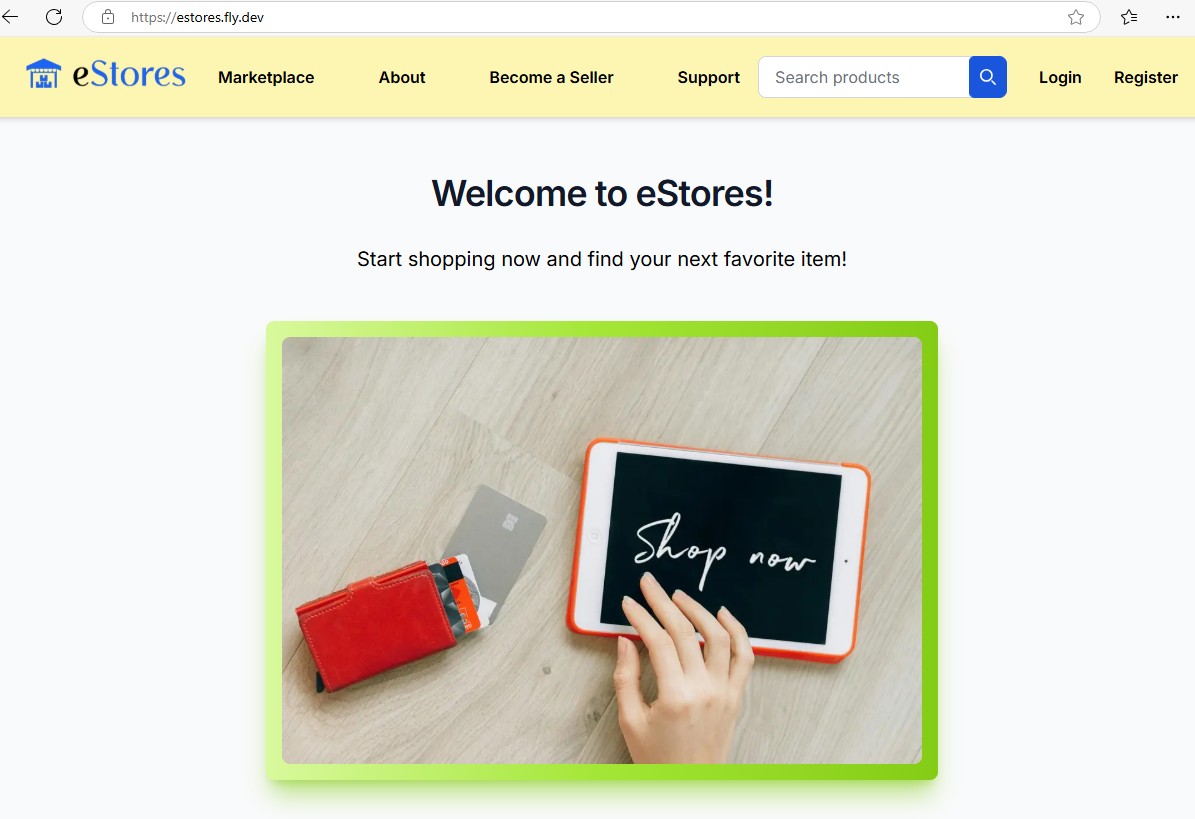 https://estores.fly.dev
eStores Marketplace About Become a Seller Support Search products Login Register
Welcome to eStores!
Start shopping now and find your next favorite item!
Shop now